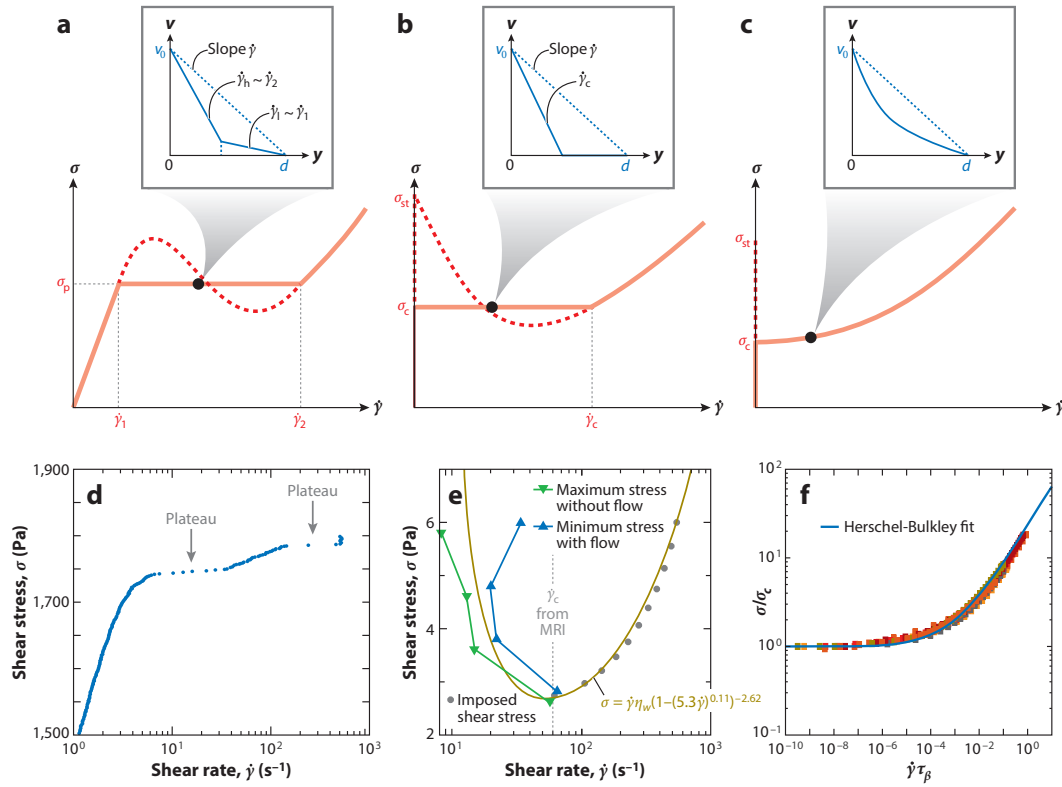 a
v
v0
Slope γ̇
γ̇h ~ γ̇2
γ̇l ~ γ̇1
0
d
y
σ
σp
γ̇1
γ̇2
γ̇
b
v
v0
Slope γ̇
γ̇c
0
d
y
σ
σst
σc
γ̇c
γ̇
c
v
v0
0
d
y
σ
σst
σc
γ̇
d
1,900
1,700
1,500
Shear stress, σ (Pa)
Plateau
Plateau
10^1
10^1
10^2
10^3
Shear rate, γ̇ (s−1)
e
6
4
2
Shear stress, σ (Pa)
Maximum stress
without flow
Minimum stress
with flow
γ̇c
from
MRI
Imposed
shear stress
σ = γ̇ηw(1–(5.3γ̇)^0.11)^−2.62
10^1
10^2
10^3
Shear rate, γ̇ (s−1)
f
10^2
10^1
10^0
10^−1
σ/σc
Herschel-Bulkley fit
10^−10
10^−8
10^−6
10^−4
10^−2
10^0
γ̇ τβ